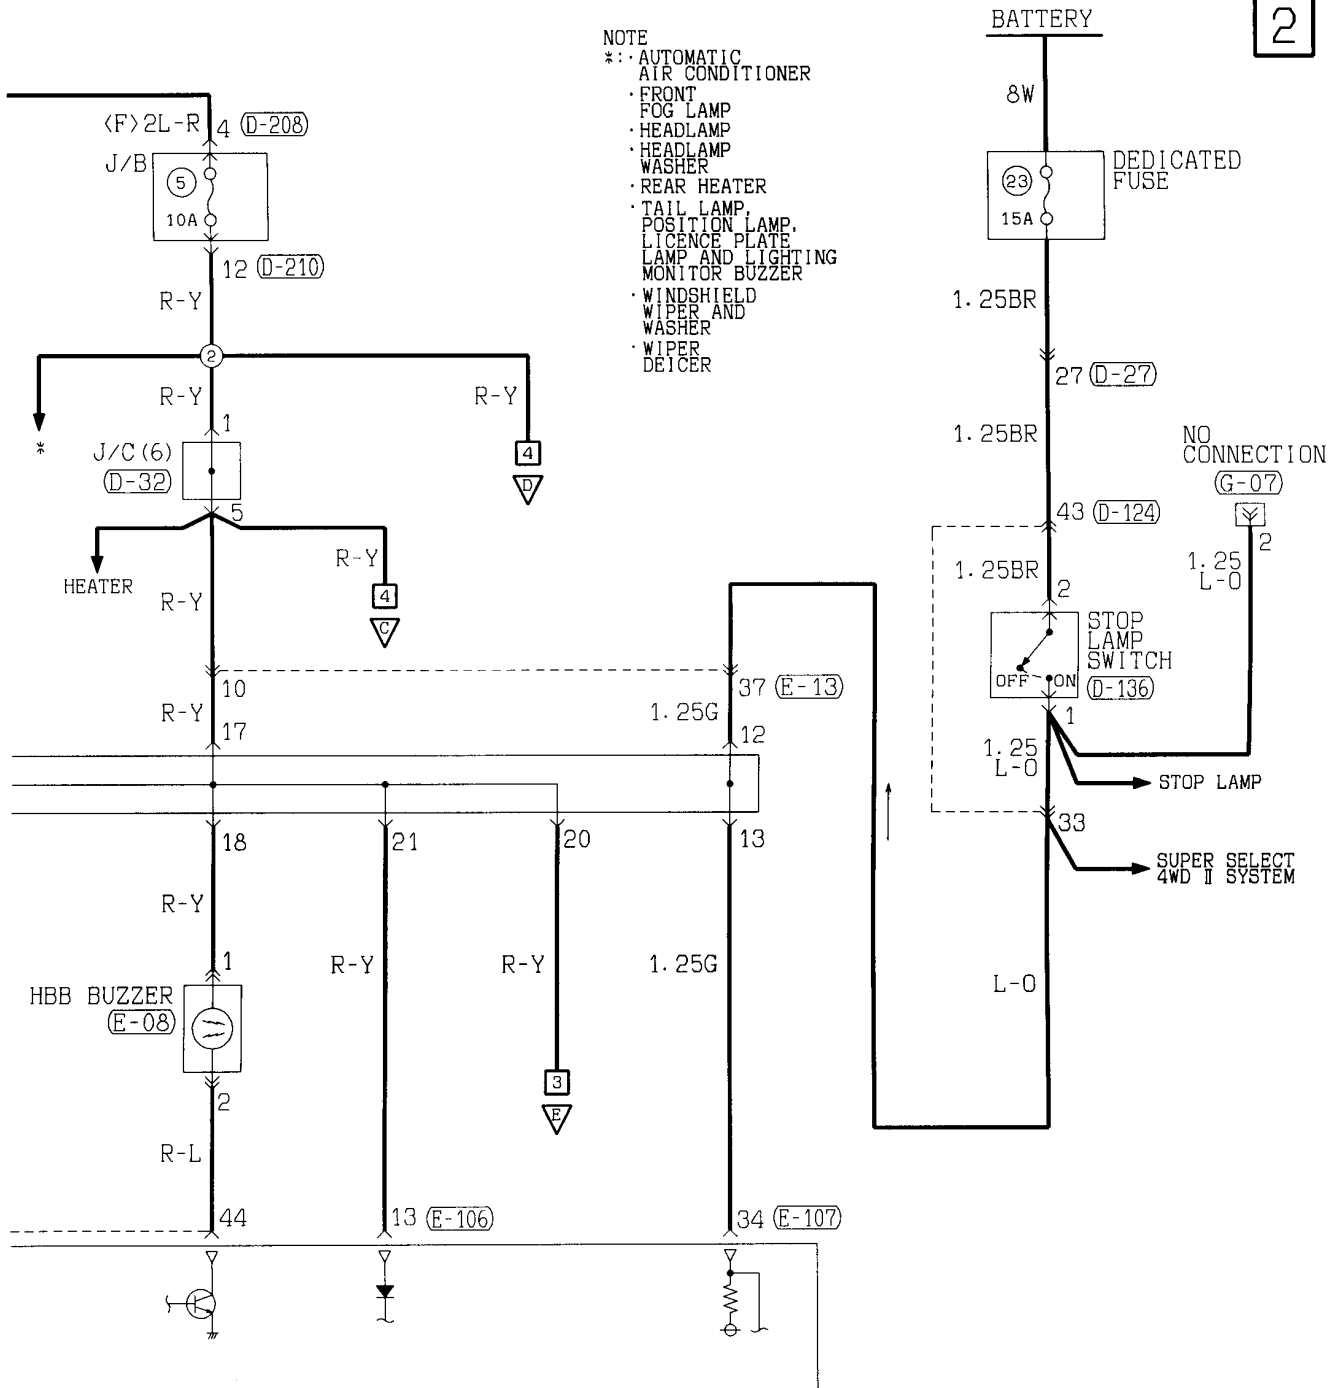 BATTERY
2
NOTE
*:・AUTOMATIC
AIR CONDITIONER
・FRONT
FOG LAMP
・HEADLAMP
・HEADLAMP
WASHER
・REAR HEATER
・TAIL LAMP,
POSITION LAMP,
LICENCE PLATE
LAMP AND LIGHTING
MONITOR BUZZER
・WINDSHIELD
WIPER AND
WASHER
・WIPER
DEICER
8W
<F>2L-R 4 (D-208)
J/B
5
10A
DEDICATED
FUSE
23
15A
12 (D-210)
R-Y
1.25BR
2
27 (D-27)
R-Y
R-Y
*
1
1.25BR
NO
CONNECTION
(G-07)
J/C(6)
(D-32)
4
D
5
43 (D-124)
2
HEATER
R-Y
4
C
R-Y
1.25BR
2
1.25
L-O
STOP
LAMP
SWITCH
(D-136)
OFF ON
10
37 (E-13)
R-Y
1.25G
1
17
12
1.25
L-O
STOP LAMP
18
21
20
13
33
SUPER SELECT
4WD II SYSTEM
R-Y
1
R-Y
R-Y
1.25G
L-O
HBB BUZZER
(E-08)
2
3
E
R-L
44
13 (E-106)
34 (E-107)